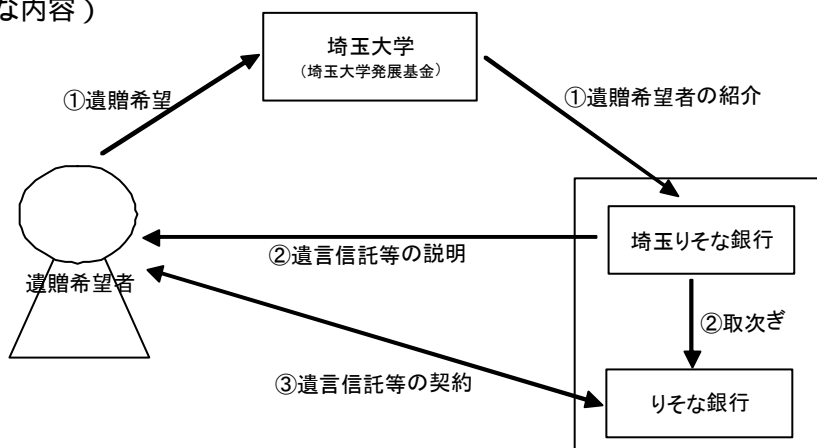 な内容）
埼玉大学
（埼玉大学発展基金）
①遺贈希望
①遺贈希望者の紹介
埼玉りそな銀行
②遺言信託等の説明
遺贈希望者
②取次ぎ
③遺言信託等の契約
りそな銀行